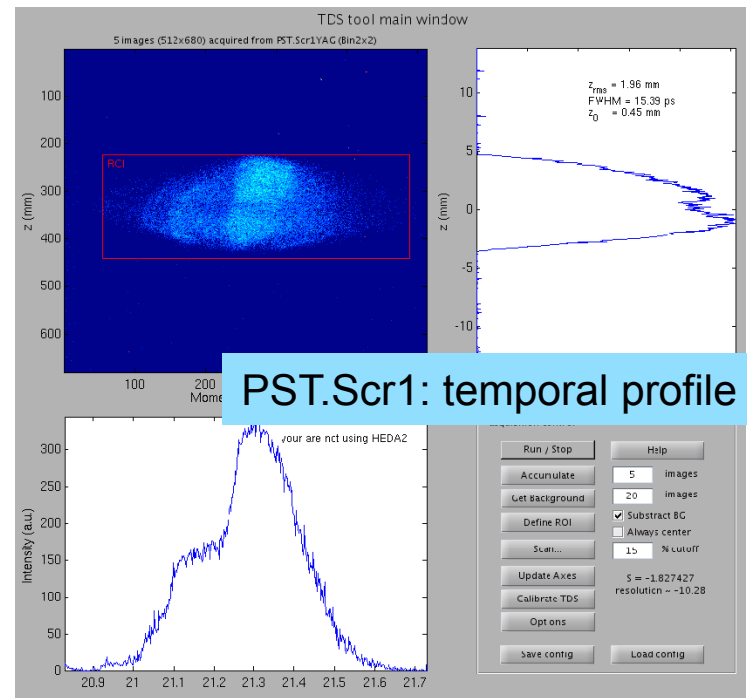 TDS tool main window
5 images (512x680) acquired from PST.Scr1YAG (Bin2x2)
100
200
300
400
500
600
z (mm)
ROI
100
200
Mome
10
5
0
-5
-10
z (mm)
z_rms = 1.96 mm
FWHM = 15.39 ps
z_0 = 0.45 mm
PST.Scr1: temporal profile
your are not using HEDA2
300
250
200
150
100
50
0
Intensity (a.u.)
20.9 21 21.1 21.2 21.3 21.4 21.5 21.6 21.7
Run / Stop
Help
Accumulate
5 images
Get Background
20 images
Define ROI
Substract BG
Always center
Scan...
15 % cutoff
Update Axes
S = -1.827427
resolution ~ -10.28
Calibrate TDS
Options
Save config
Load config